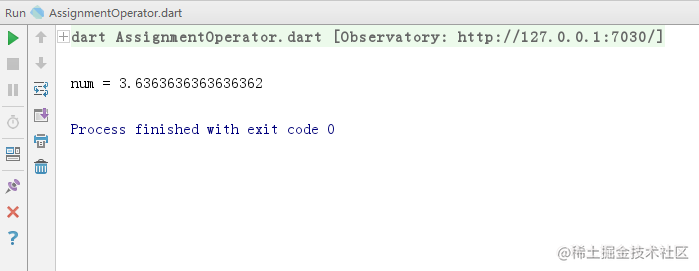 Run AssignmentOperator.dart
dart AssignmentOperator.dart [Observatory: http://127.0.0.1:7030/]
num = 3.6363636363636362
Process finished with exit code 0
@稀土掘金技术社区